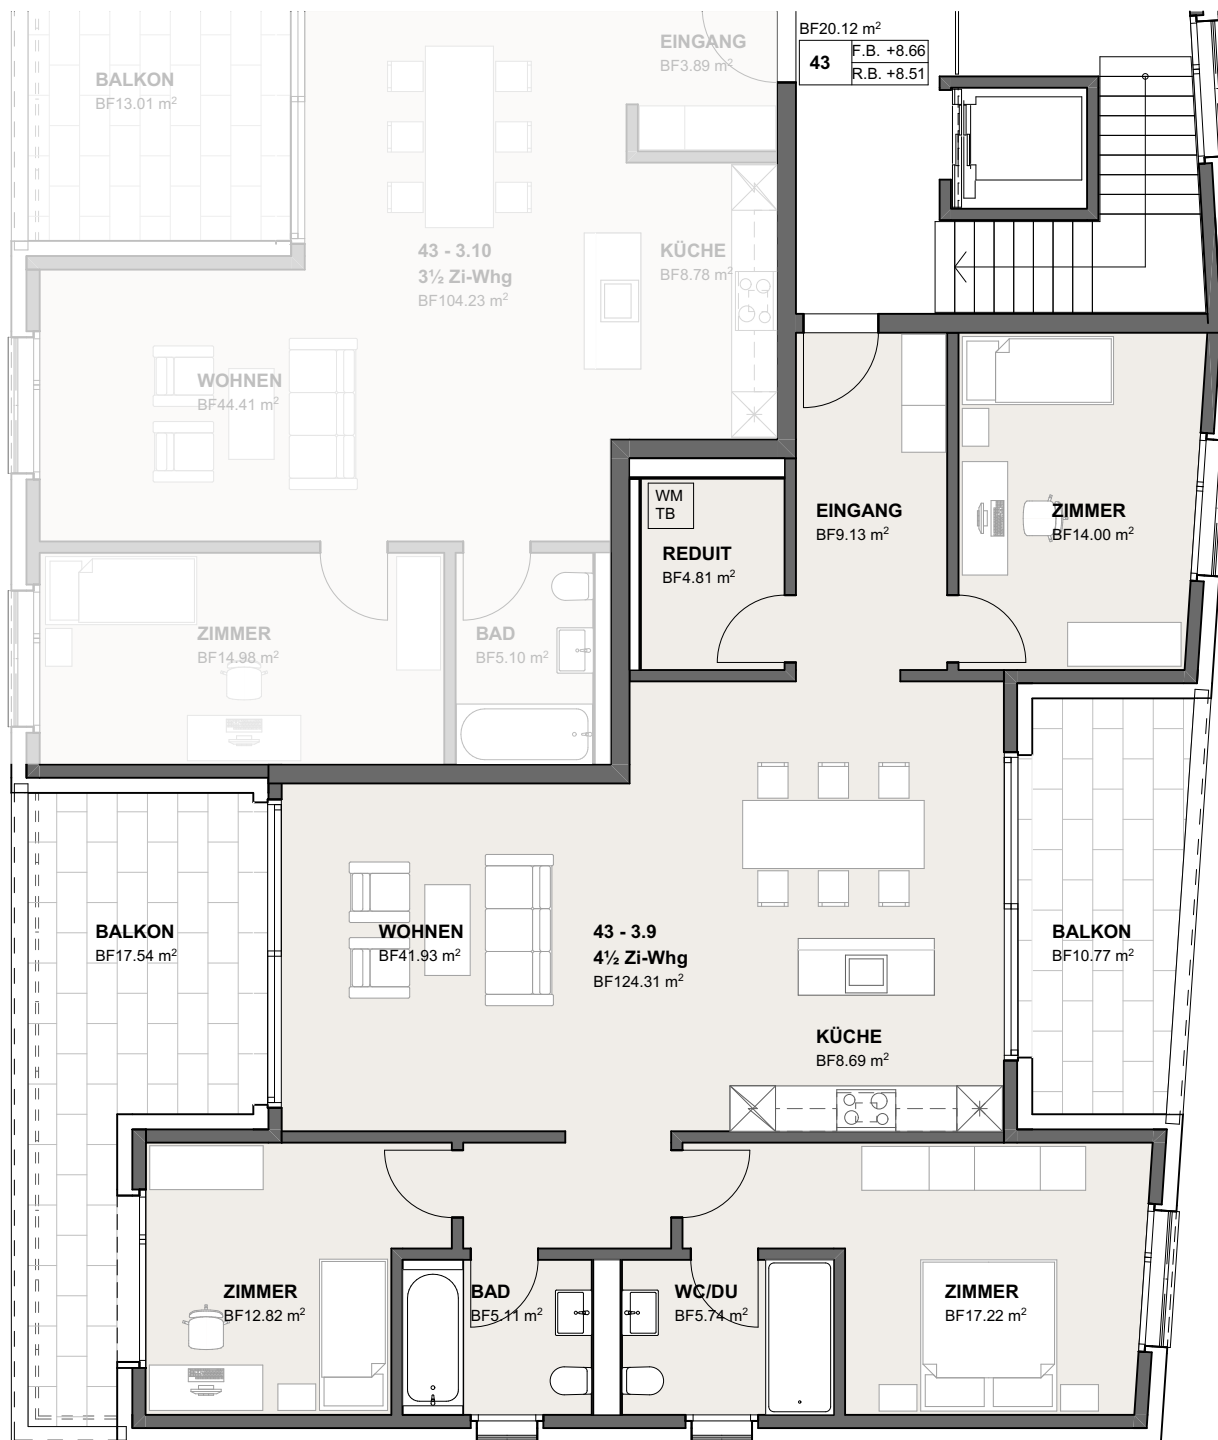 BF20.12 m²
43
F.B. +8.66
R.B. +8.51
EINGANG
BF3.89 m²
BALKON
BF13.01 m²
43 - 3.10
3½ Zi-Whg
BF104.23 m²
KÜCHE
BF8.78 m²
WOHNEN
BF44.41 m²
WM
TB
REDUIT
BF4.81 m²
EINGANG
BF9.13 m²
ZIMMER
BF14.00 m²
ZIMMER
BF14.98 m²
BAD
BF5.10 m²
BALKON
BF17.54 m²
WOHNEN
BF41.93 m²
43 - 3.9
4½ Zi-Whg
BF124.31 m²
BALKON
BF10.77 m²
KÜCHE
BF8.69 m²
ZIMMER
BF12.82 m²
BAD
BF5.11 m²
WC/DU
BF5.74 m²
ZIMMER
BF17.22 m²